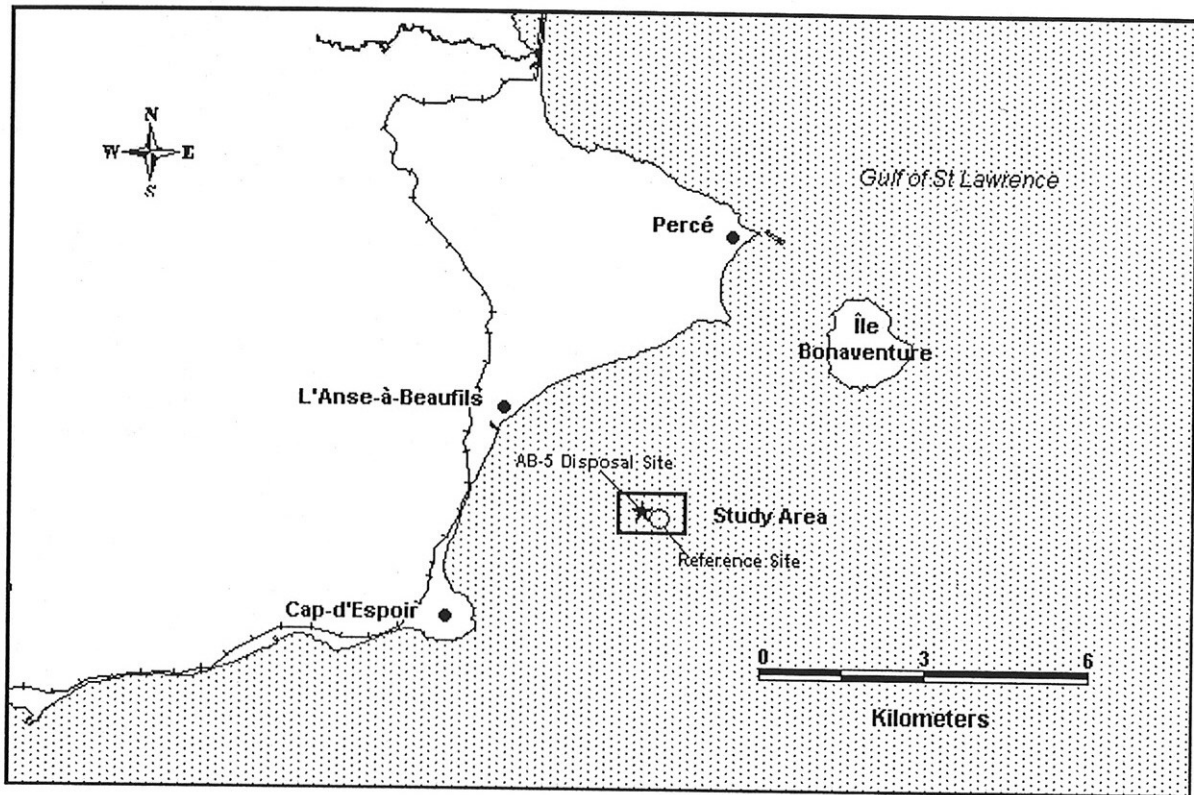 N
W E
S
Gulf of St Lawrence
Percé
Île
Bonaventure
L'Anse-à-Beaufils
AB-5 Disposal Site
Study Area
Reference Site
Cap-d'Espoir
0 3 6
Kilometers